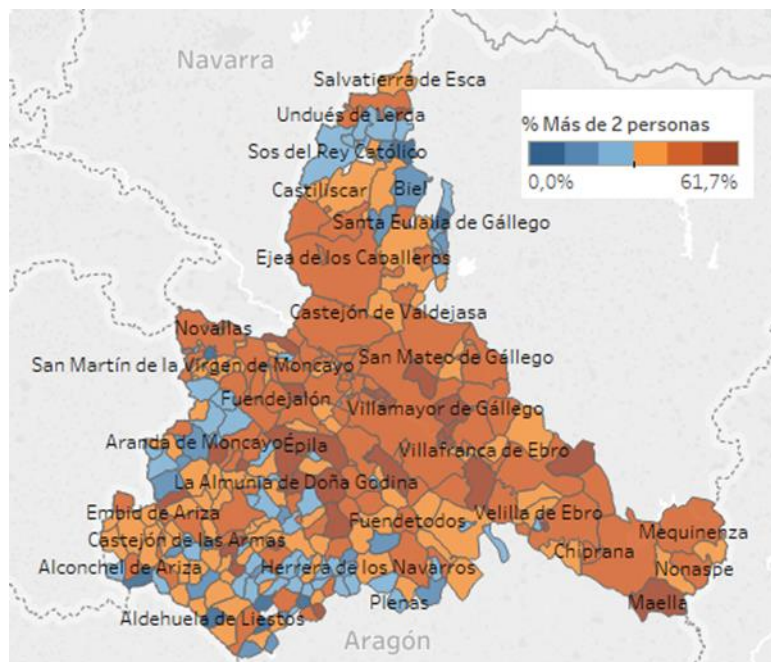 Navarra
Salvatierra de Esca
Undués de Lerda
% Más de 2 personas
0,0%
61,7%
Sos del Rey Católico
Castiliscar
Biel
Santa Eulalia de Gállego
Ejea de los Caballeros
Castejón de Valdejasa
Novallas
San Mateo de Gállego
San Martín de la Virgen de Moncayo
Fuendejalón
Villamayor de Gállego
Aranda de Moncayo
Épila
Villafranca de Ebro
La Almunia de Doña Godina
Embid de Ariza
Fuendetodos
Velilla de Ebro
Mequinenza
Castejón de las Armas
Chiprana
Nonaspe
Alconchel de Ariza
Herrera de los Navarros
Plenas
Maella
Aldehuela de Liestos
Aragón